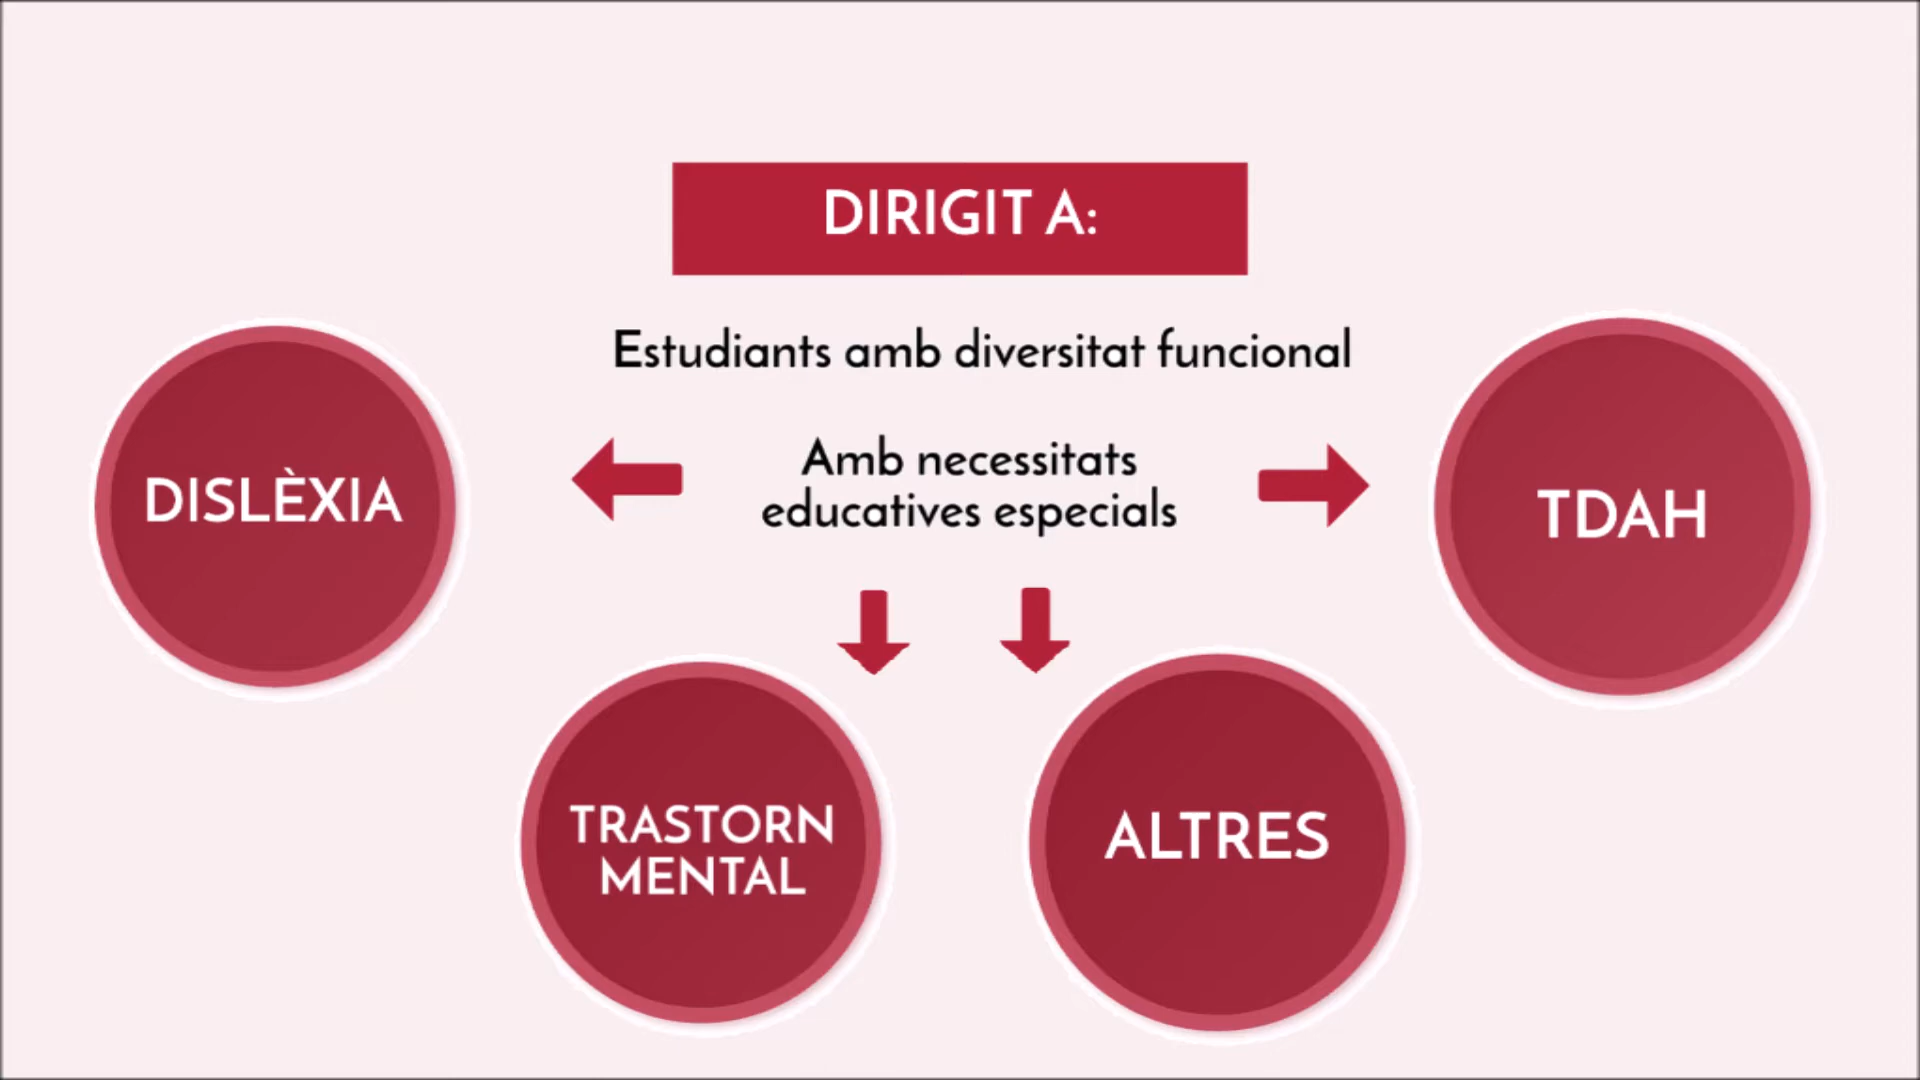 DIRIGIT A:
Estudiants amb diversitat funcional
Amb necessitats
educatives especials
DISLÈXIA
TDAH
TRASTORN
MENTAL
ALTRES